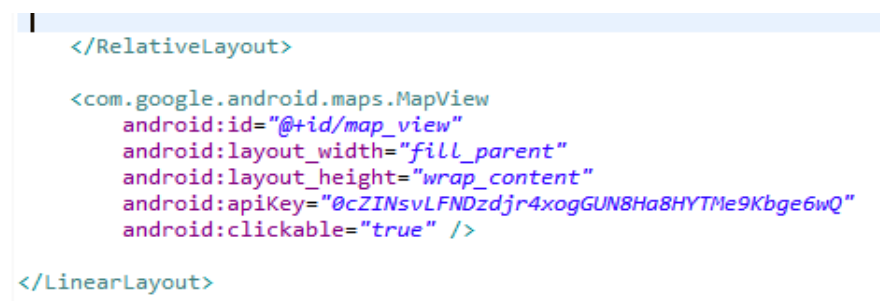 </RelativeLayout>
<com.google.android.maps.MapView
android:id="@+id/map_view"
android:layout_width="fill_parent"
android:layout_height="wrap_content"
android:apiKey="0cZINsvLFNDzdjr4xogGUN8Ha8HYTMe9Kbge6wQ"
android:clickable="true" />
</LinearLayout>